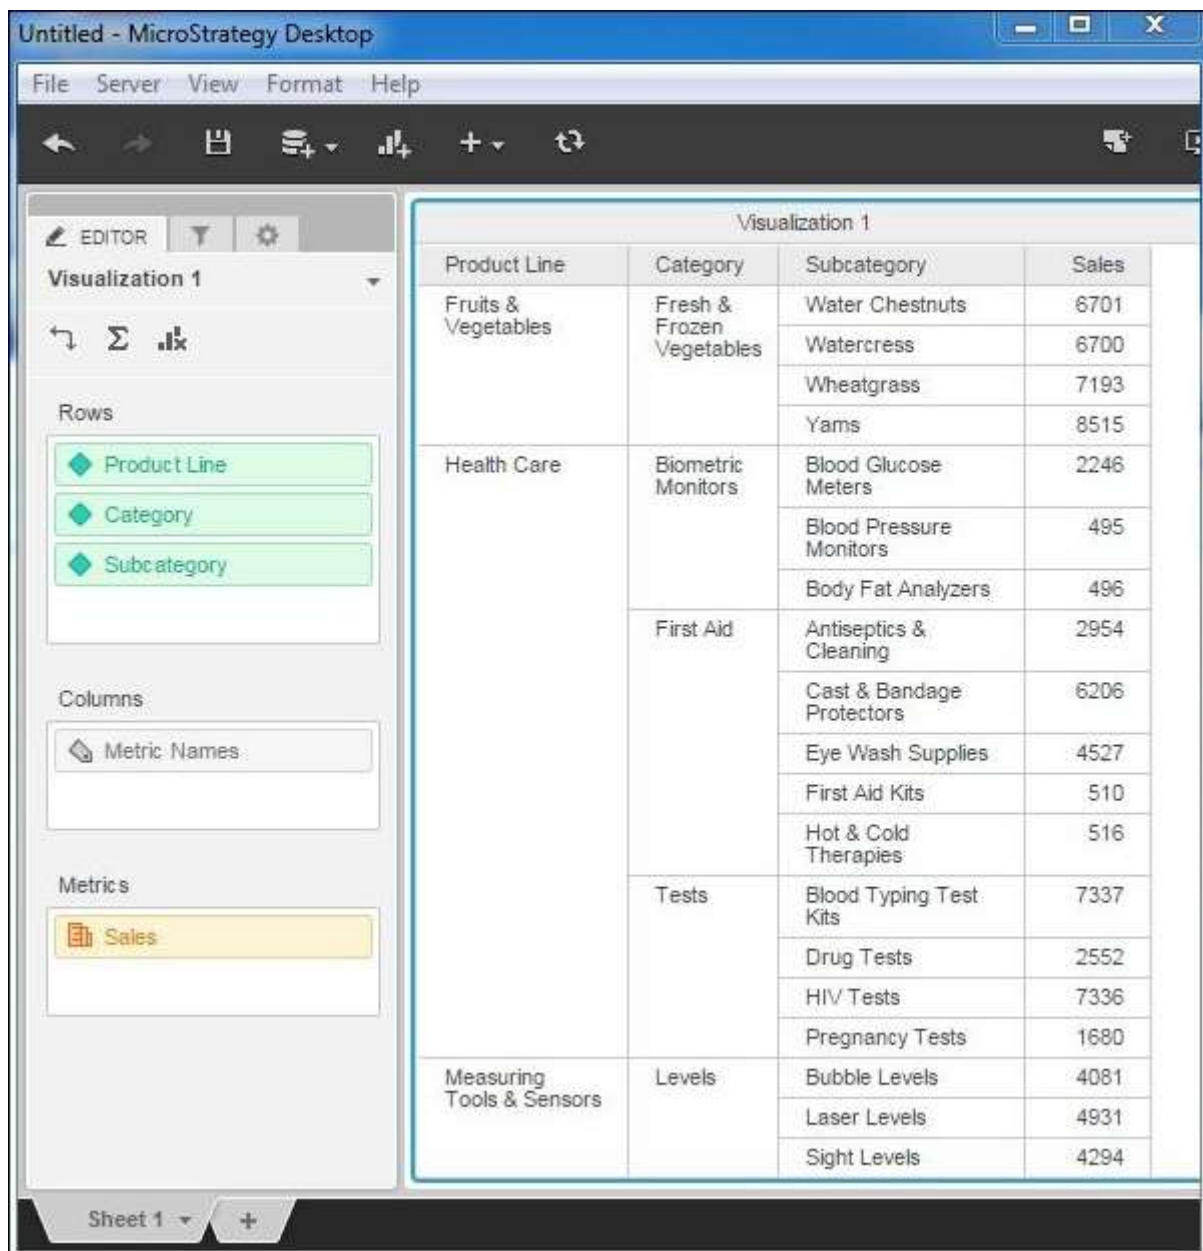 Untitled - MicroStrategy Desktop
File Server View Format Help
EDITOR
Visualization 1
Rows
Product Line
Category
Subcategory
Columns
Metric Names
Metrics
Sales
Visualization 1
Product Line Category Subcategory Sales
Fruits & Vegetables Fresh & Frozen Vegetables Water Chestnuts 6701
Watercress 6700
Wheatgrass 7193
Yams 8515
Health Care Biometric Monitors Blood Glucose Meters 2246
Blood Pressure Monitors 495
Body Fat Analyzers 496
First Aid Antiseptics & Cleaning 2954
Cast & Bandage Protectors 6206
Eye Wash Supplies 4527
First Aid Kits 510
Hot & Cold Therapies 516
Tests Blood Typing Test Kits 7337
Drug Tests 2552
HIV Tests 7336
Pregnancy Tests 1680
Measuring Tools & Sensors Levels Bubble Levels 4081
Laser Levels 4931
Sight Levels 4294
Sheet 1